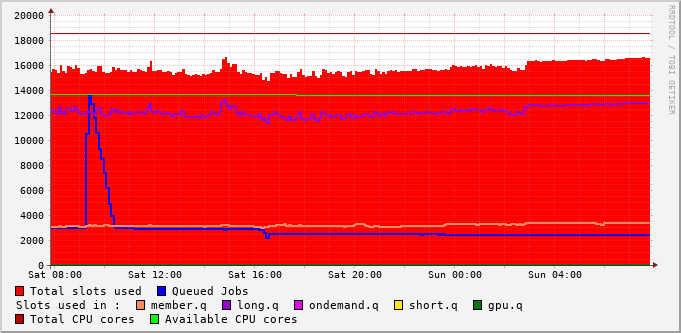 20000
18000
16000
14000
12000
10000
8000
6000
4000
2000
0
Sat 08:00 Sat 12:00 Sat 16:00 Sat 20:00 Sun 00:00 Sun 04:00
Total slots used Queued Jobs
Slots used in : member.q long.q ondemand.q short.q gpu.q
Total CPU cores Available CPU cores
RRDTOOL / TOBI OETIKER